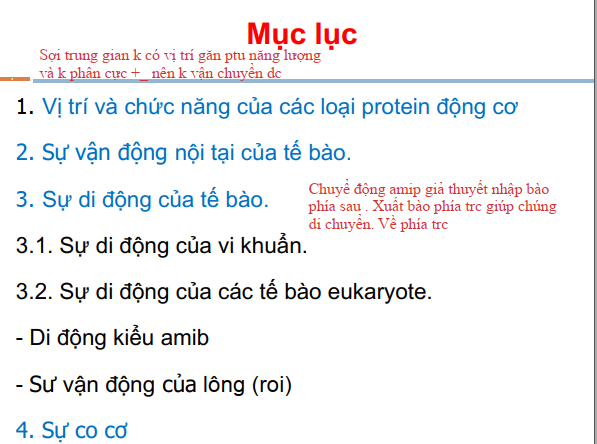 Mục lục
Sợi trung gian k có vị trí găn ptu năng lượng
và k phân cực +_ nên k vân chuyển dc
1. Vị trí và chức năng của các loại protein động cơ
2. Sự vận động nội tại của tế bào.
3. Sự di động của tế bào.
Chuyể động amip giả thuyết nhập bào
phía sau . Xuất bào phía trc giúp chúng
di chuyển. Về phía trc
3.1. Sự di động của vi khuẩn.
3.2. Sự di động của các tế bào eukaryote.
- Di động kiểu amib
- Sư vận động của lông (roi)
4. Sự co cơ